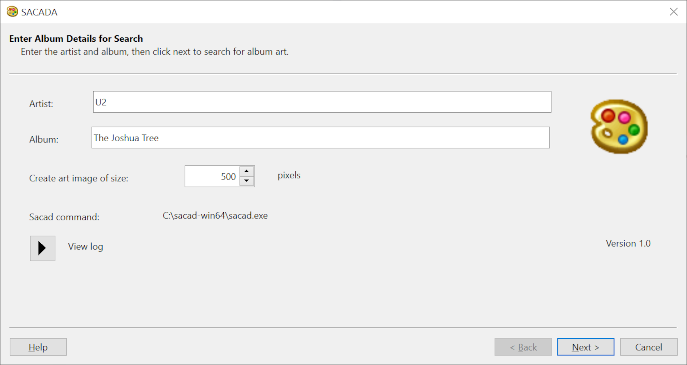 SACADA
Enter Album Details for Search
Enter the artist and album, then click next to search for album art.
Artist: U2
Album: The Joshua Tree
Create art image of size: 500 pixels
Sacad command: C:\sacad-win64\sacad.exe
View log
Version 1.0
Help < Back Next > Cancel